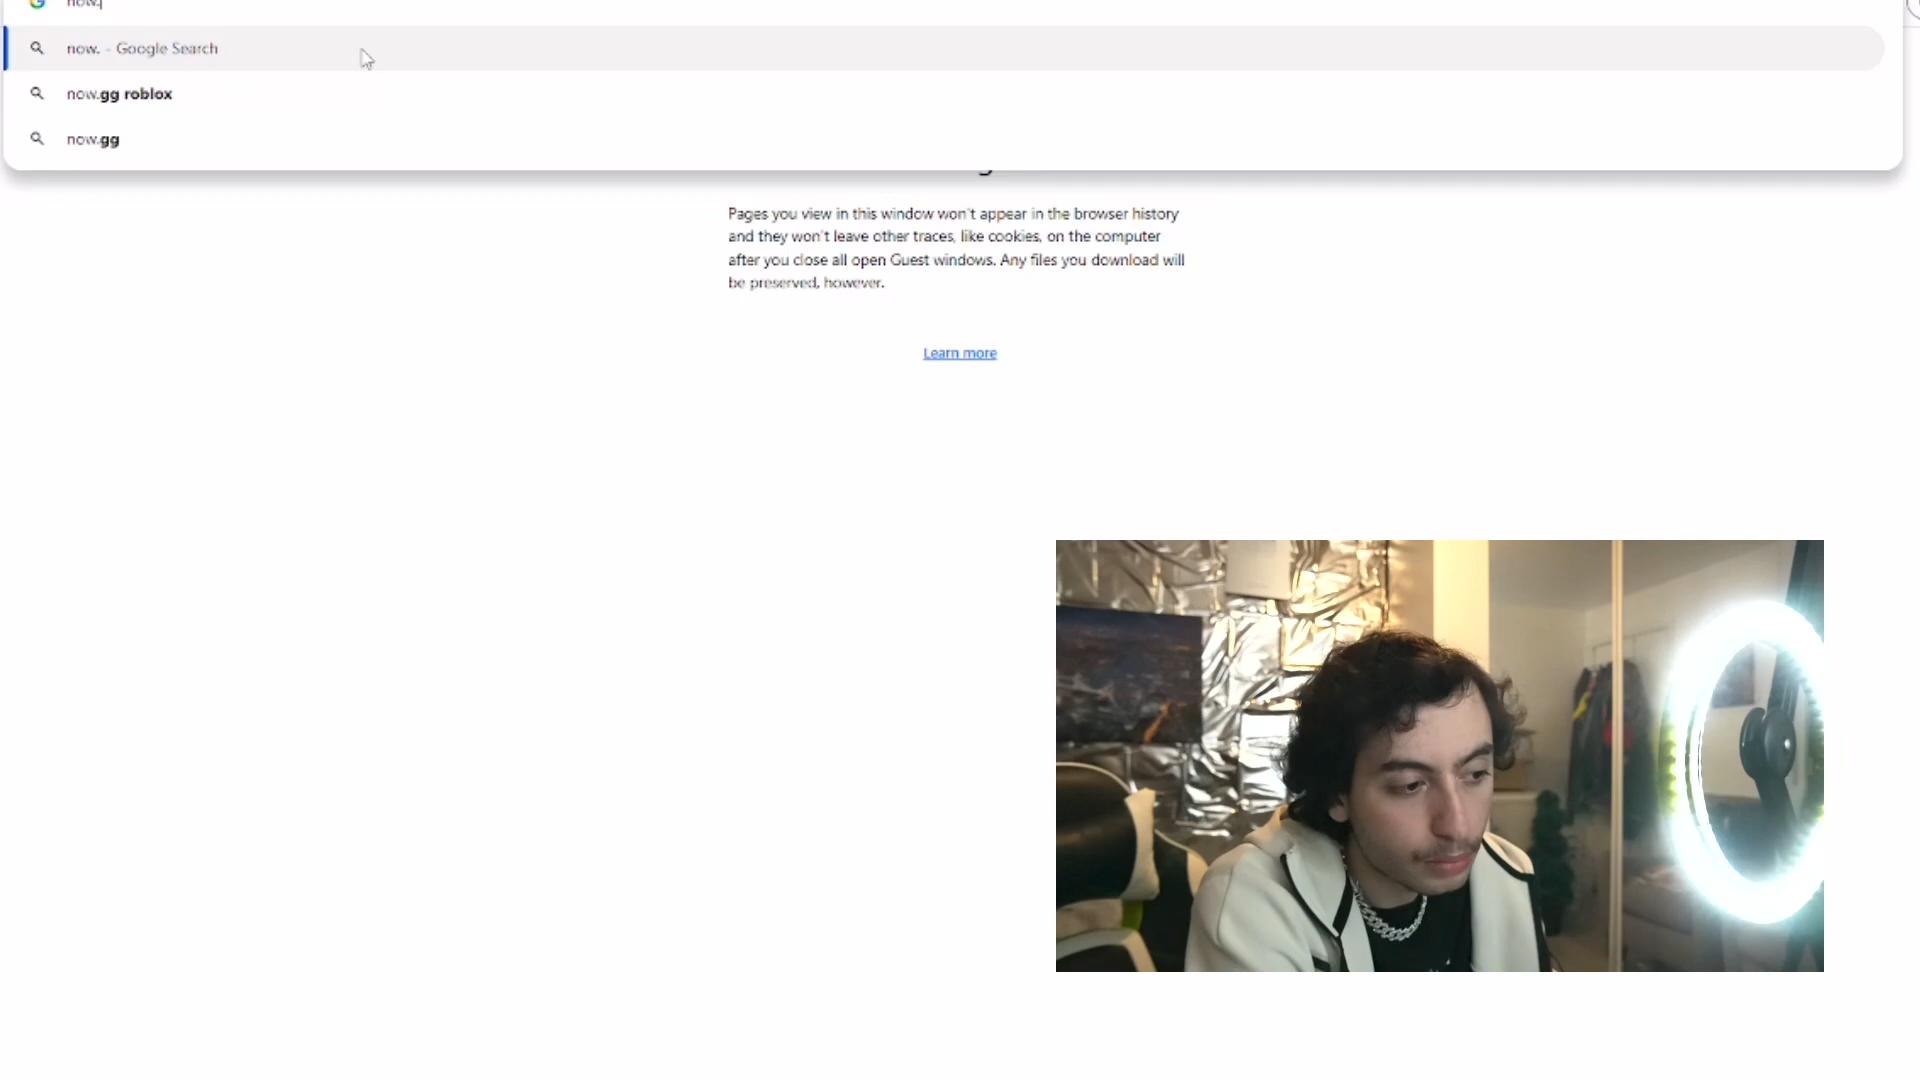 now.
now. - Google Search
now.gg roblox
now.gg
Pages you view in this window won't appear in the browser history
and they won't leave other traces, like cookies, on the computer
after you close all open Guest windows. Any files you download will
be preserved, however.
Learn more